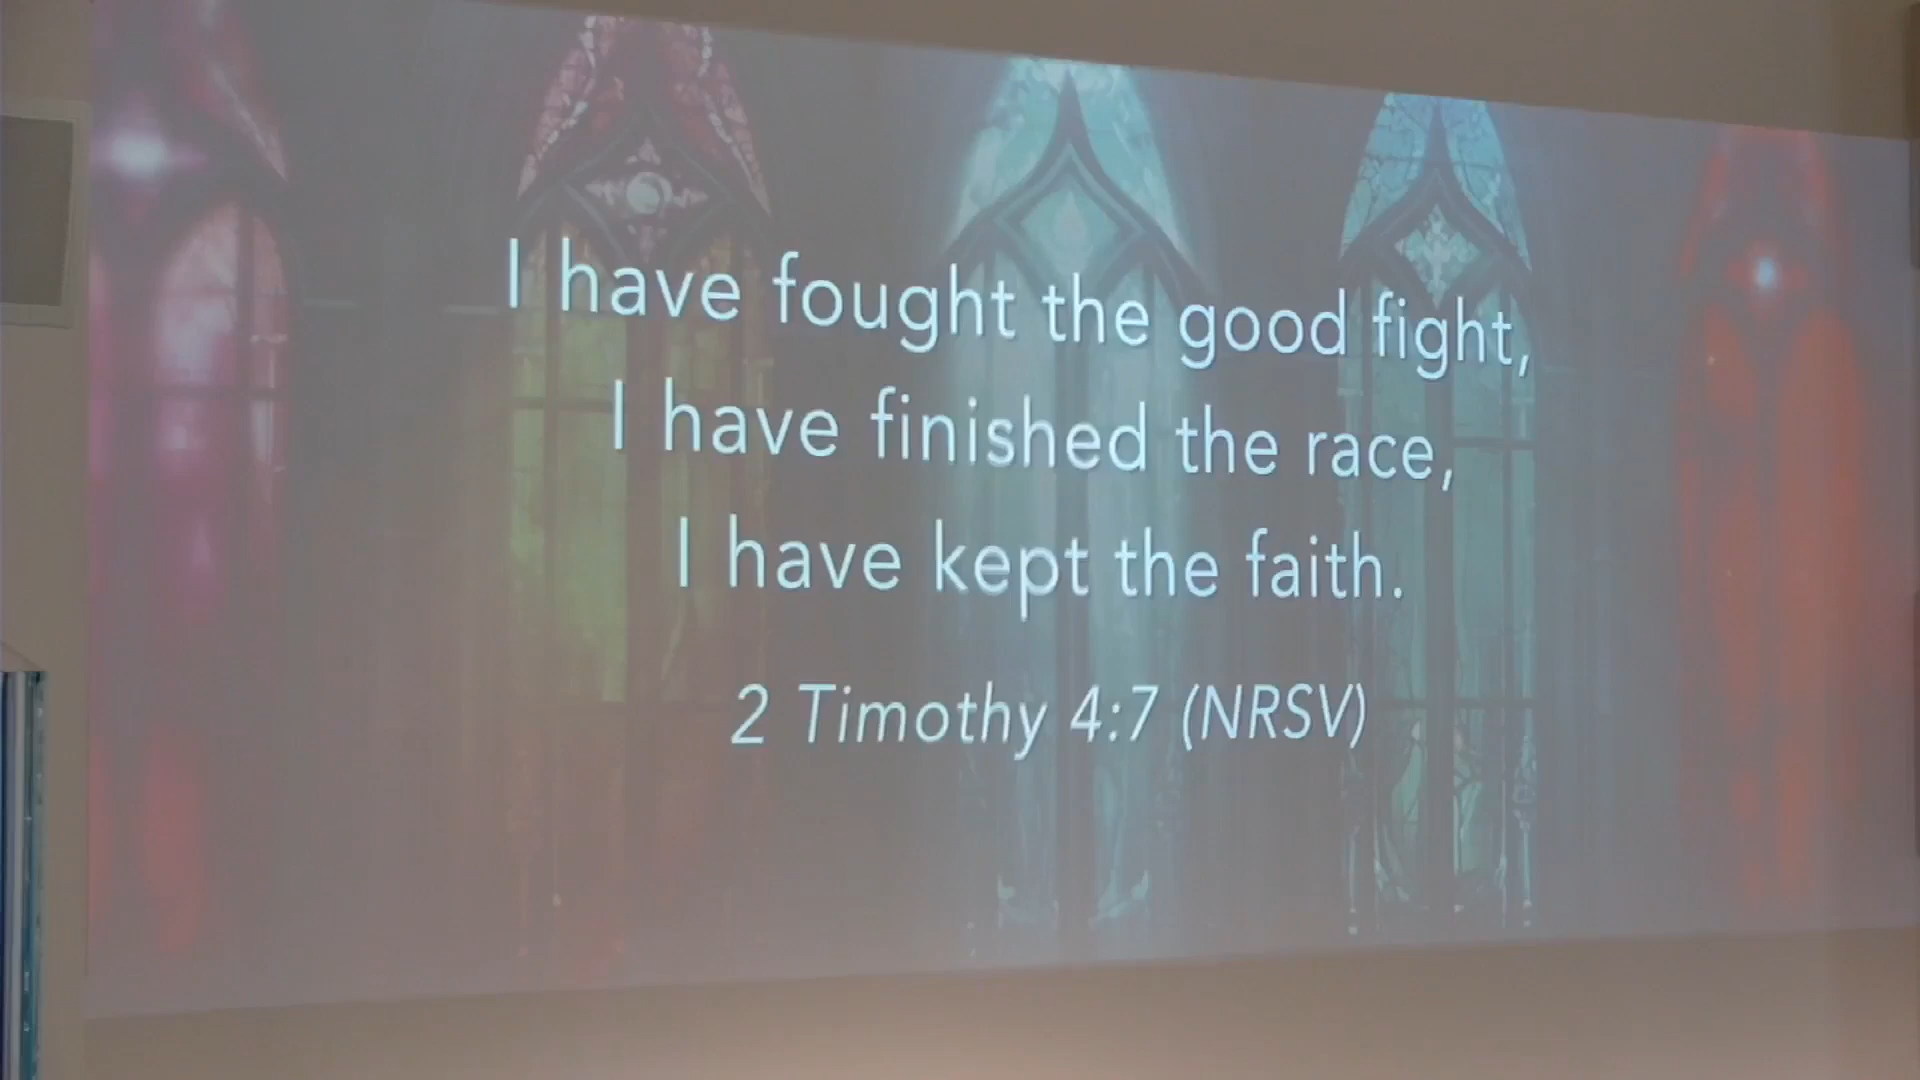 I have fought the good fight,
I have finished the race,
I have kept the faith.
2 Timothy 4:7 (NRSV)